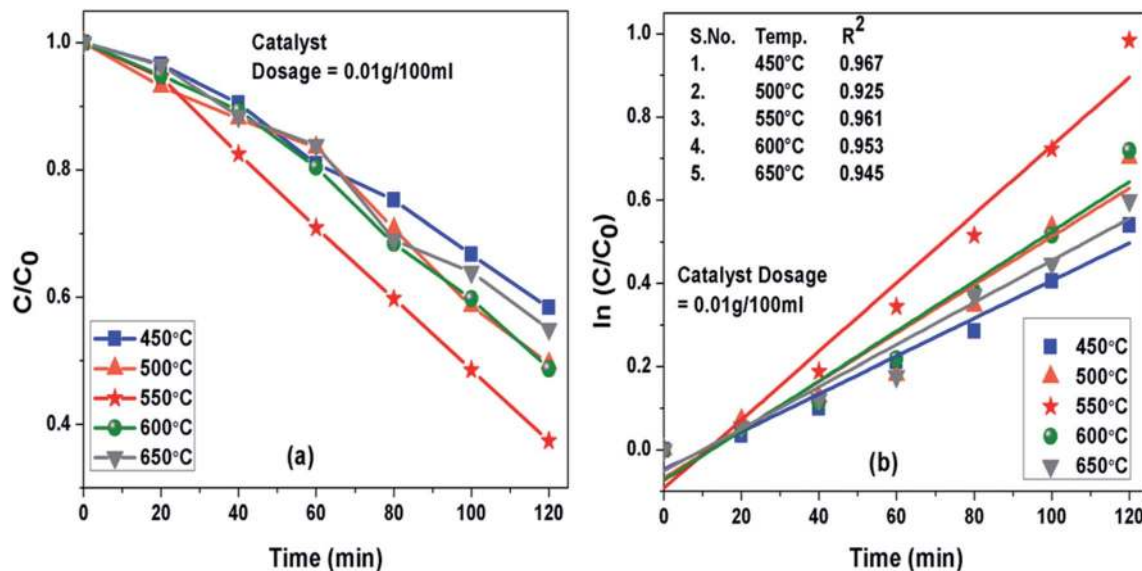 Catalyst
Dosage = 0.01g/100ml
C/C0
1.0
0.8
0.6
0.4
450°C
500°C
550°C
600°C
650°C
(a)
0 20 40 60 80 100 120
Time (min)
S.No. Temp. R2
1. 450°C 0.967
2. 500°C 0.925
3. 550°C 0.961
4. 600°C 0.953
5. 650°C 0.945
Catalyst Dosage
= 0.01g/100ml
ln (C/C0)
1.0
0.8
0.6
0.4
0.2
0.0
450°C
500°C
550°C
600°C
650°C
(b)
0 20 40 60 80 100 120
Time (min)